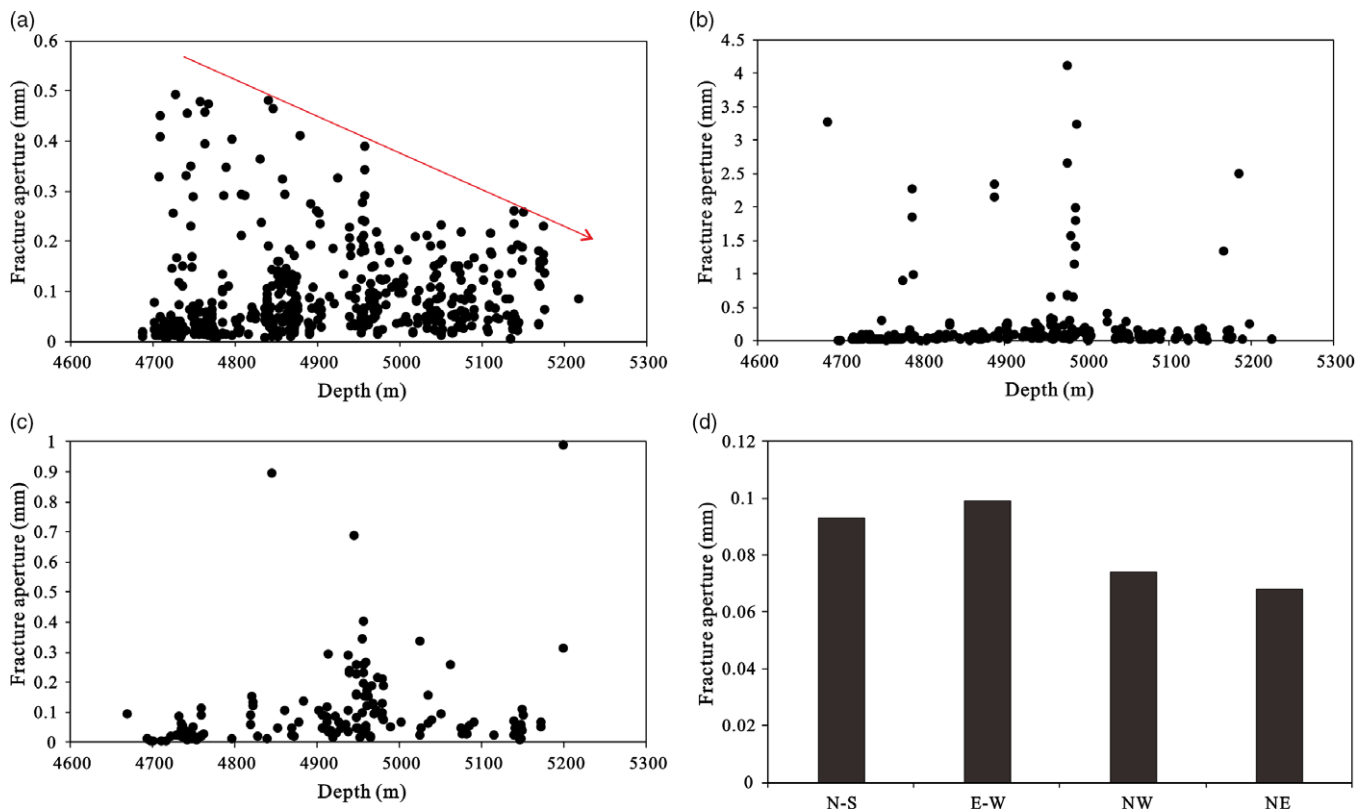 (a)
0.6
0.5
0.4
0.3
0.2
0.1
0
Fracture aperture (mm)
4600 4700 4800 4900 5000 5100 5200 5300
Depth (m)
(b)
4.5
4
3.5
3
2.5
2
1.5
1
0.5
0
Fracture aperture (mm)
4600 4700 4800 4900 5000 5100 5200 5300
Depth (m)
(c)
1
0.9
0.8
0.7
0.6
0.5
0.4
0.3
0.2
0.1
0
Fracture aperture (mm)
4600 4700 4800 4900 5000 5100 5200 5300
Depth (m)
(d)
0.12
0.1
0.08
0.06
0.04
0.02
0
Fracture aperture (mm)
N-S E-W NW NE